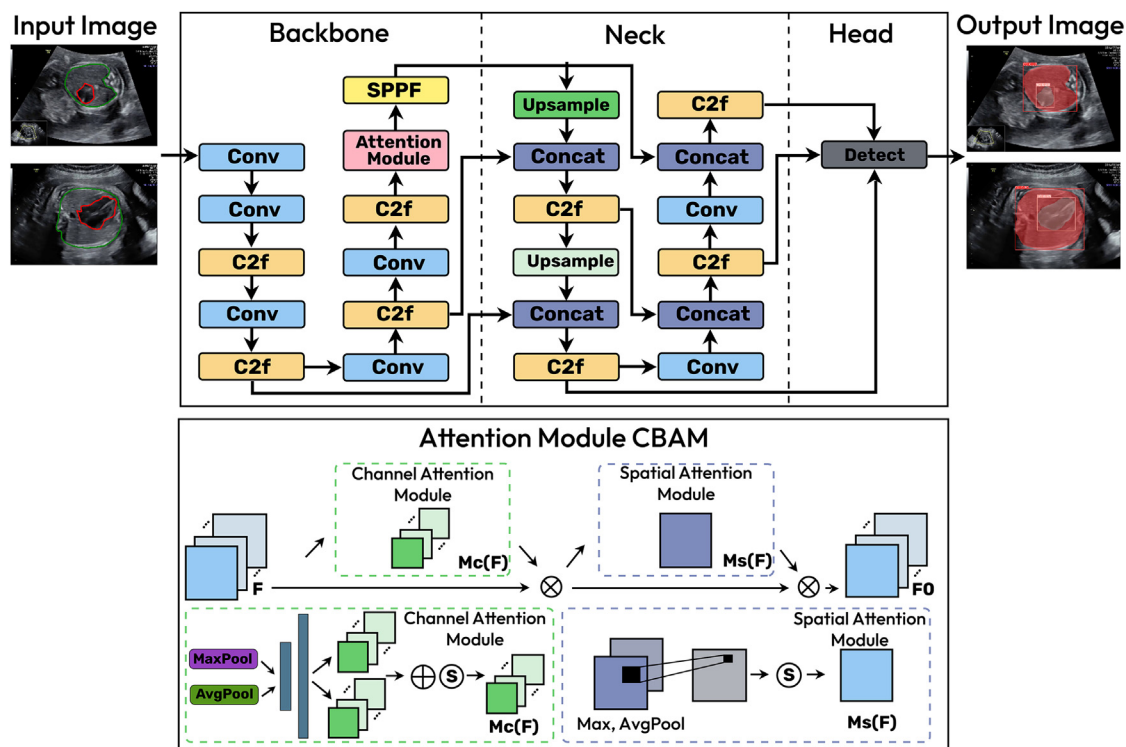 Input Image
Backbone
Neck
Head
Output Image
Conv
Conv
C2f
Conv
C2f
SPPF
Attention
Module
C2f
Conv
C2f
Conv
Upsample
Concat
C2f
Upsample
Concat
C2f
C2f
Concat
Conv
C2f
Concat
Conv
Detect
Attention Module CBAM
F
Channel Attention
Module
Mc(F)
Spatial Attention
Module
Ms(F)
F0
MaxPool
AvgPool
Channel Attention
Module
S
Mc(F)
Max, AvgPool
Spatial Attention
Module
S
Ms(F)